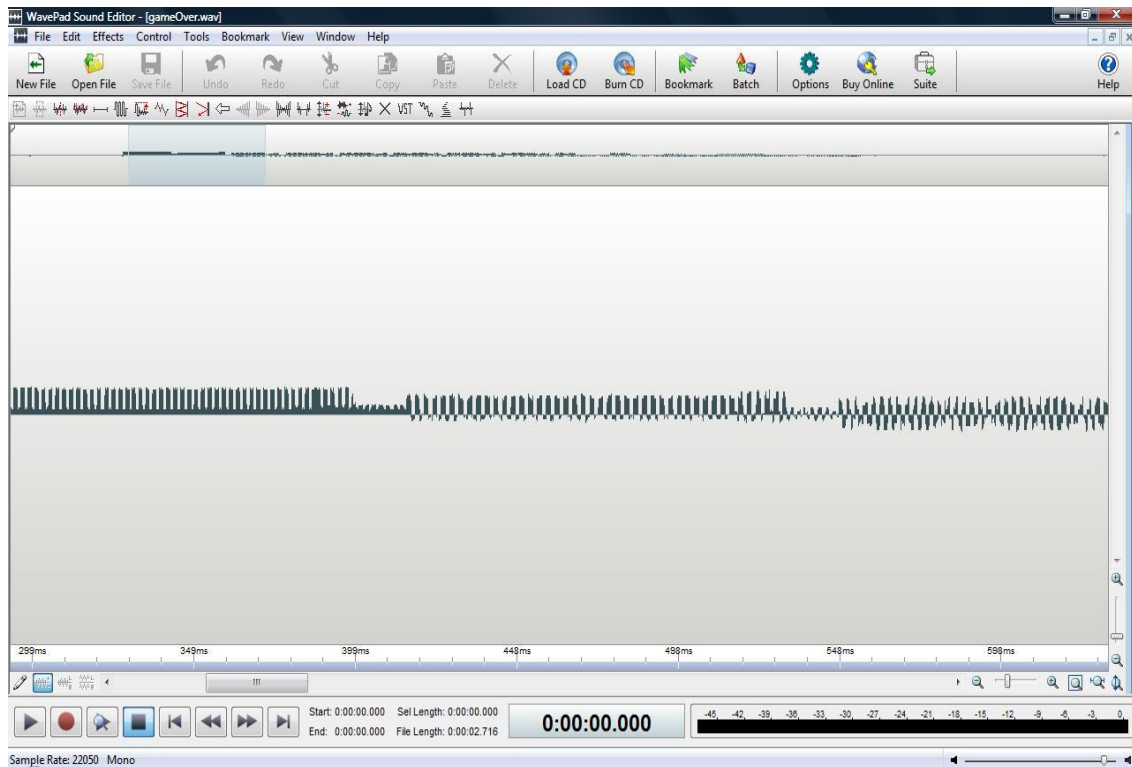 WavePad Sound Editor - [gameOver.wav]
File Edit Effects Control Tools Bookmark View Window Help
New File Open File Save File Undo Redo Cut Copy Paste Delete Load CD Burn CD Bookmark Batch Options Buy Online Suite Help
VST
299ms 349ms 399ms 448ms 498ms 548ms 598ms
Start: 0:00:00.000 Sel Length: 0:00:00.000
End: 0:00:00.000 File Length: 0:00:02.716
0:00:00.000
-45, -42, -39, -36, -33, -30, -27, -24, -21, -18, -15, -12, -9, -6, -3, 0,
Sample Rate: 22050 Mono